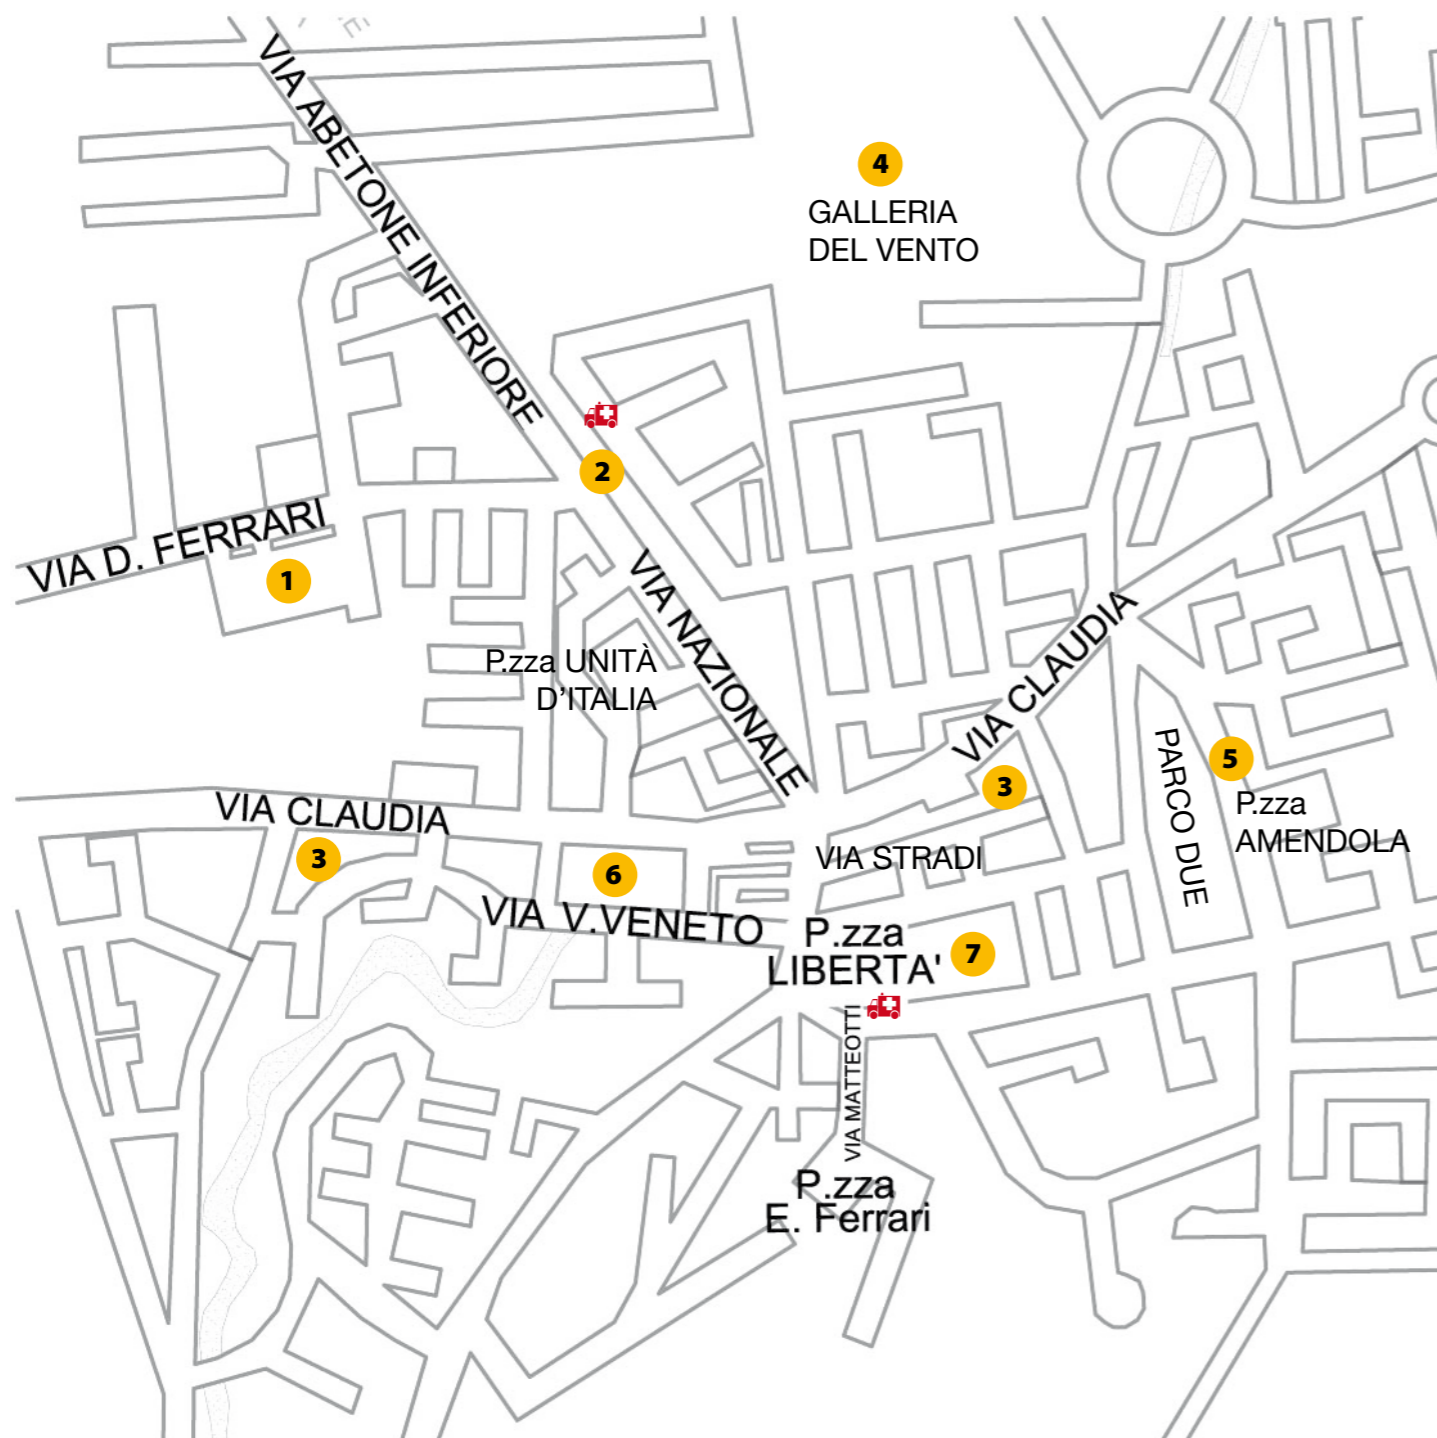 VIA ABETONE INFERIORE
4
GALLERIA
DEL VENTO
2
VIA D. FERRARI
1
VIA NAZIONALE
P.zza UNITÀ
D'ITALIA
VIA CLAUDIA
3
5
PARCO DUE
P.zza
AMENDOLA
VIA CLAUDIA
3
6
VIA STRADI
VIA V.VENETO
P.zza
LIBERTA'
7
VIA MATTEOTTI
P.zza
E. Ferrari